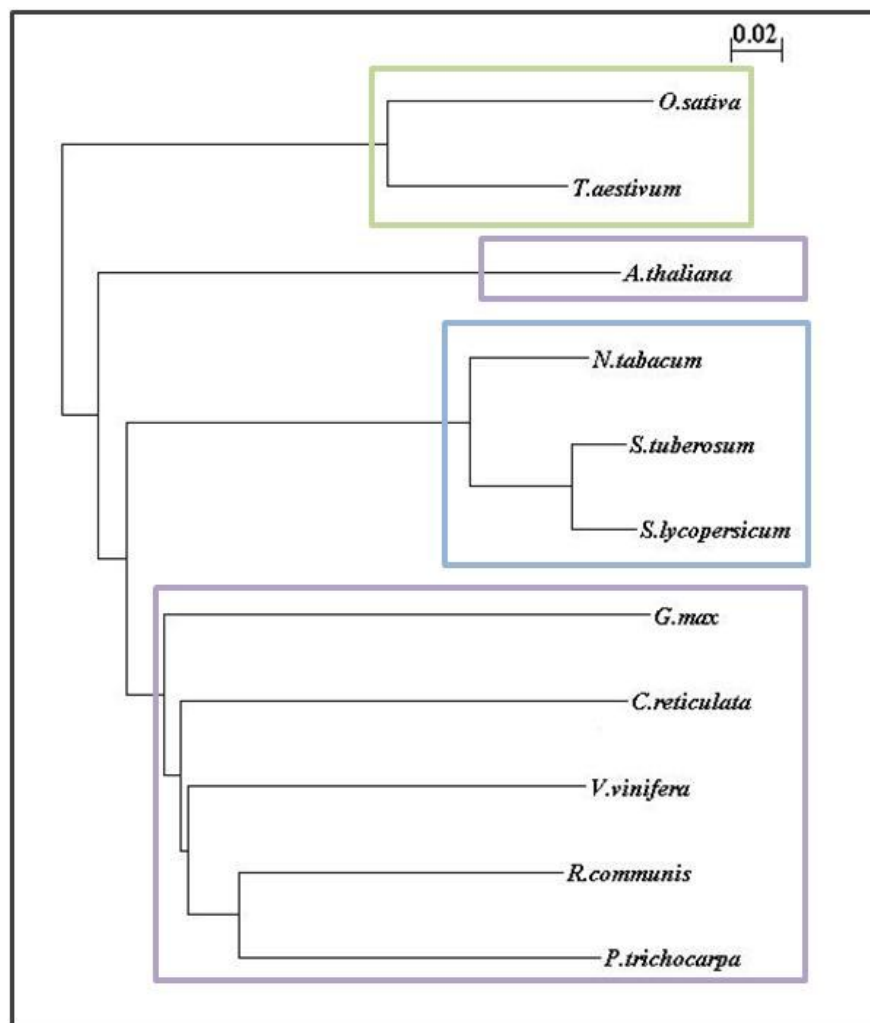 0.02
O.sativa
T.aestivum
A.thaliana
N.tabacum
S.tuberosum
S.lycopersicum
G.max
C.reticulata
V.vinifera
R.communis
P.trichocarpa